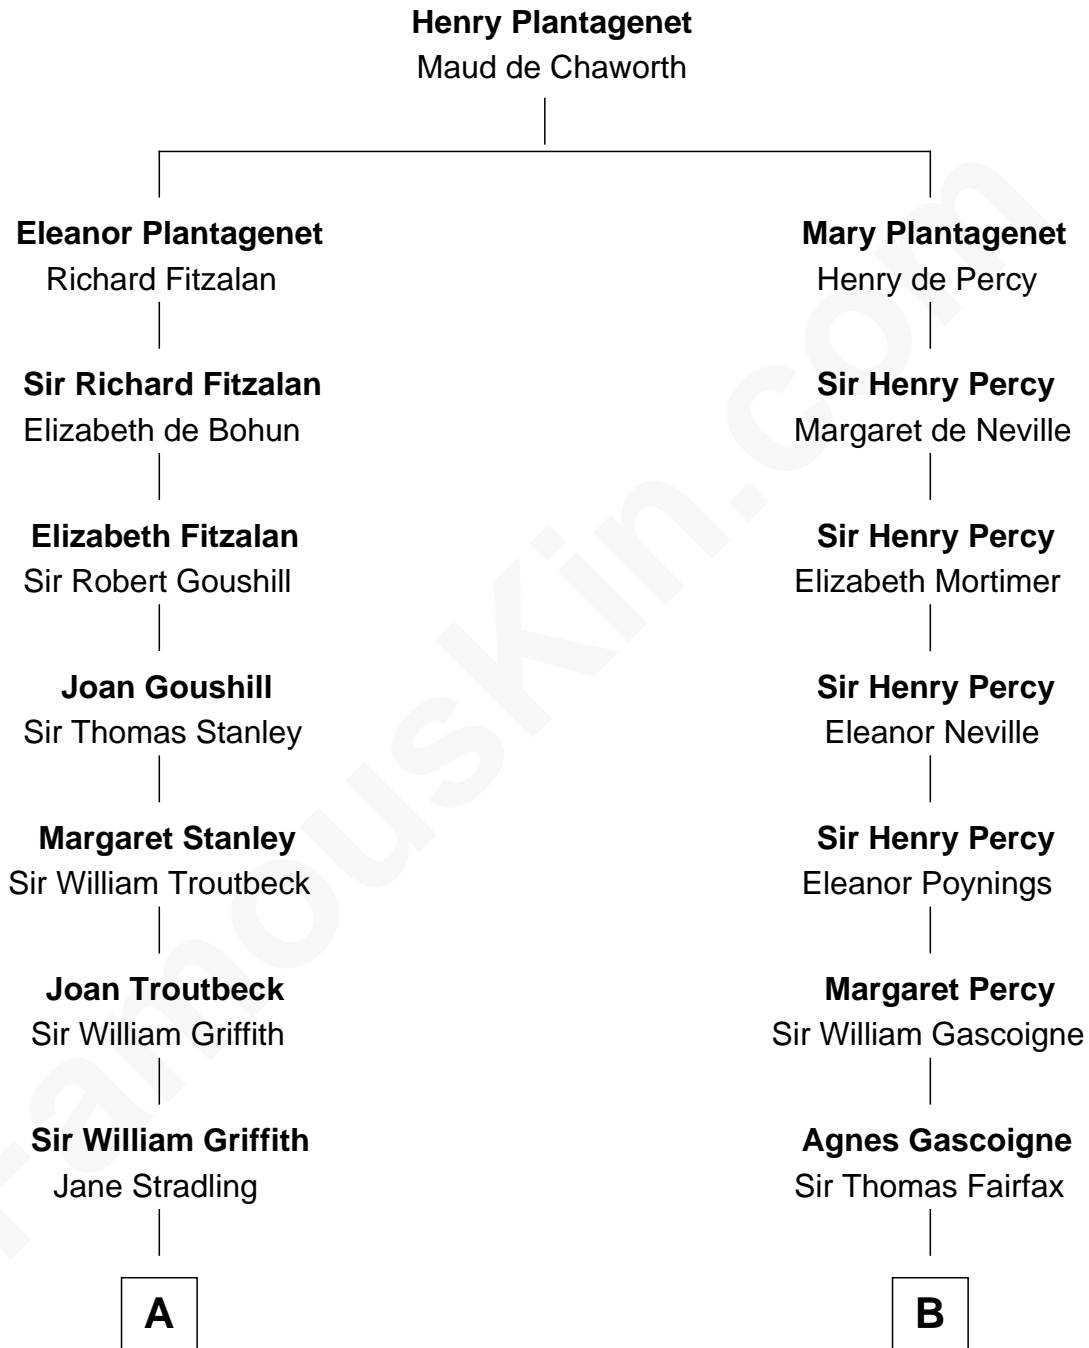 Henry Plantagenet
Maud de Chaworth
Eleanor Plantagenet
Richard Fitzalan
Mary Plantagenet
Henry de Percy
Sir Richard Fitzalan
Elizabeth de Bohun
Sir Henry Percy
Margaret de Neville
Elizabeth Fitzalan
Sir Robert Goushill
Sir Henry Percy
Elizabeth Mortimer
Joan Goushill
Sir Thomas Stanley
Sir Henry Percy
Eleanor Neville
Margaret Stanley
Sir William Troutbeck
Sir Henry Percy
Eleanor Poynings
Joan Troutbeck
Sir William Griffith
Margaret Percy
Sir William Gascoigne
Sir William Griffith
Jane Stradling
Agnes Gascoigne
Sir Thomas Fairfax
A
B
FamousKin.com